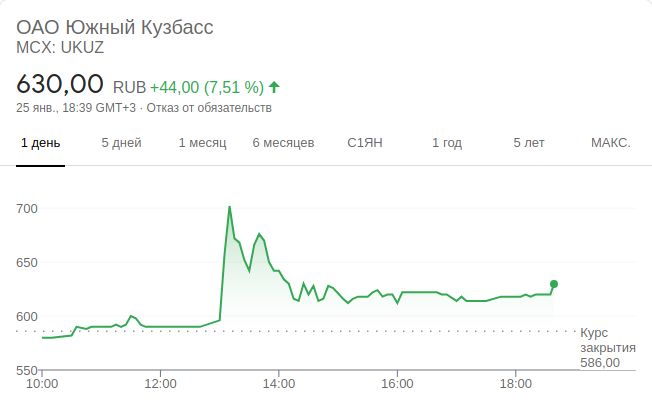 ОАО Южный Кузбасс
MCX: UKUZ
630,00 RUB +44,00 (7,51 %)
25 янв., 18:39 GMT+3 · Отказ от обязательств
1 день 5 дней 1 месяц 6 месяцев С1ЯН 1 год 5 лет МАКС.
700
650
600
550
Курс
закрытия
586,00
10:00 12:00 14:00 16:00 18:00